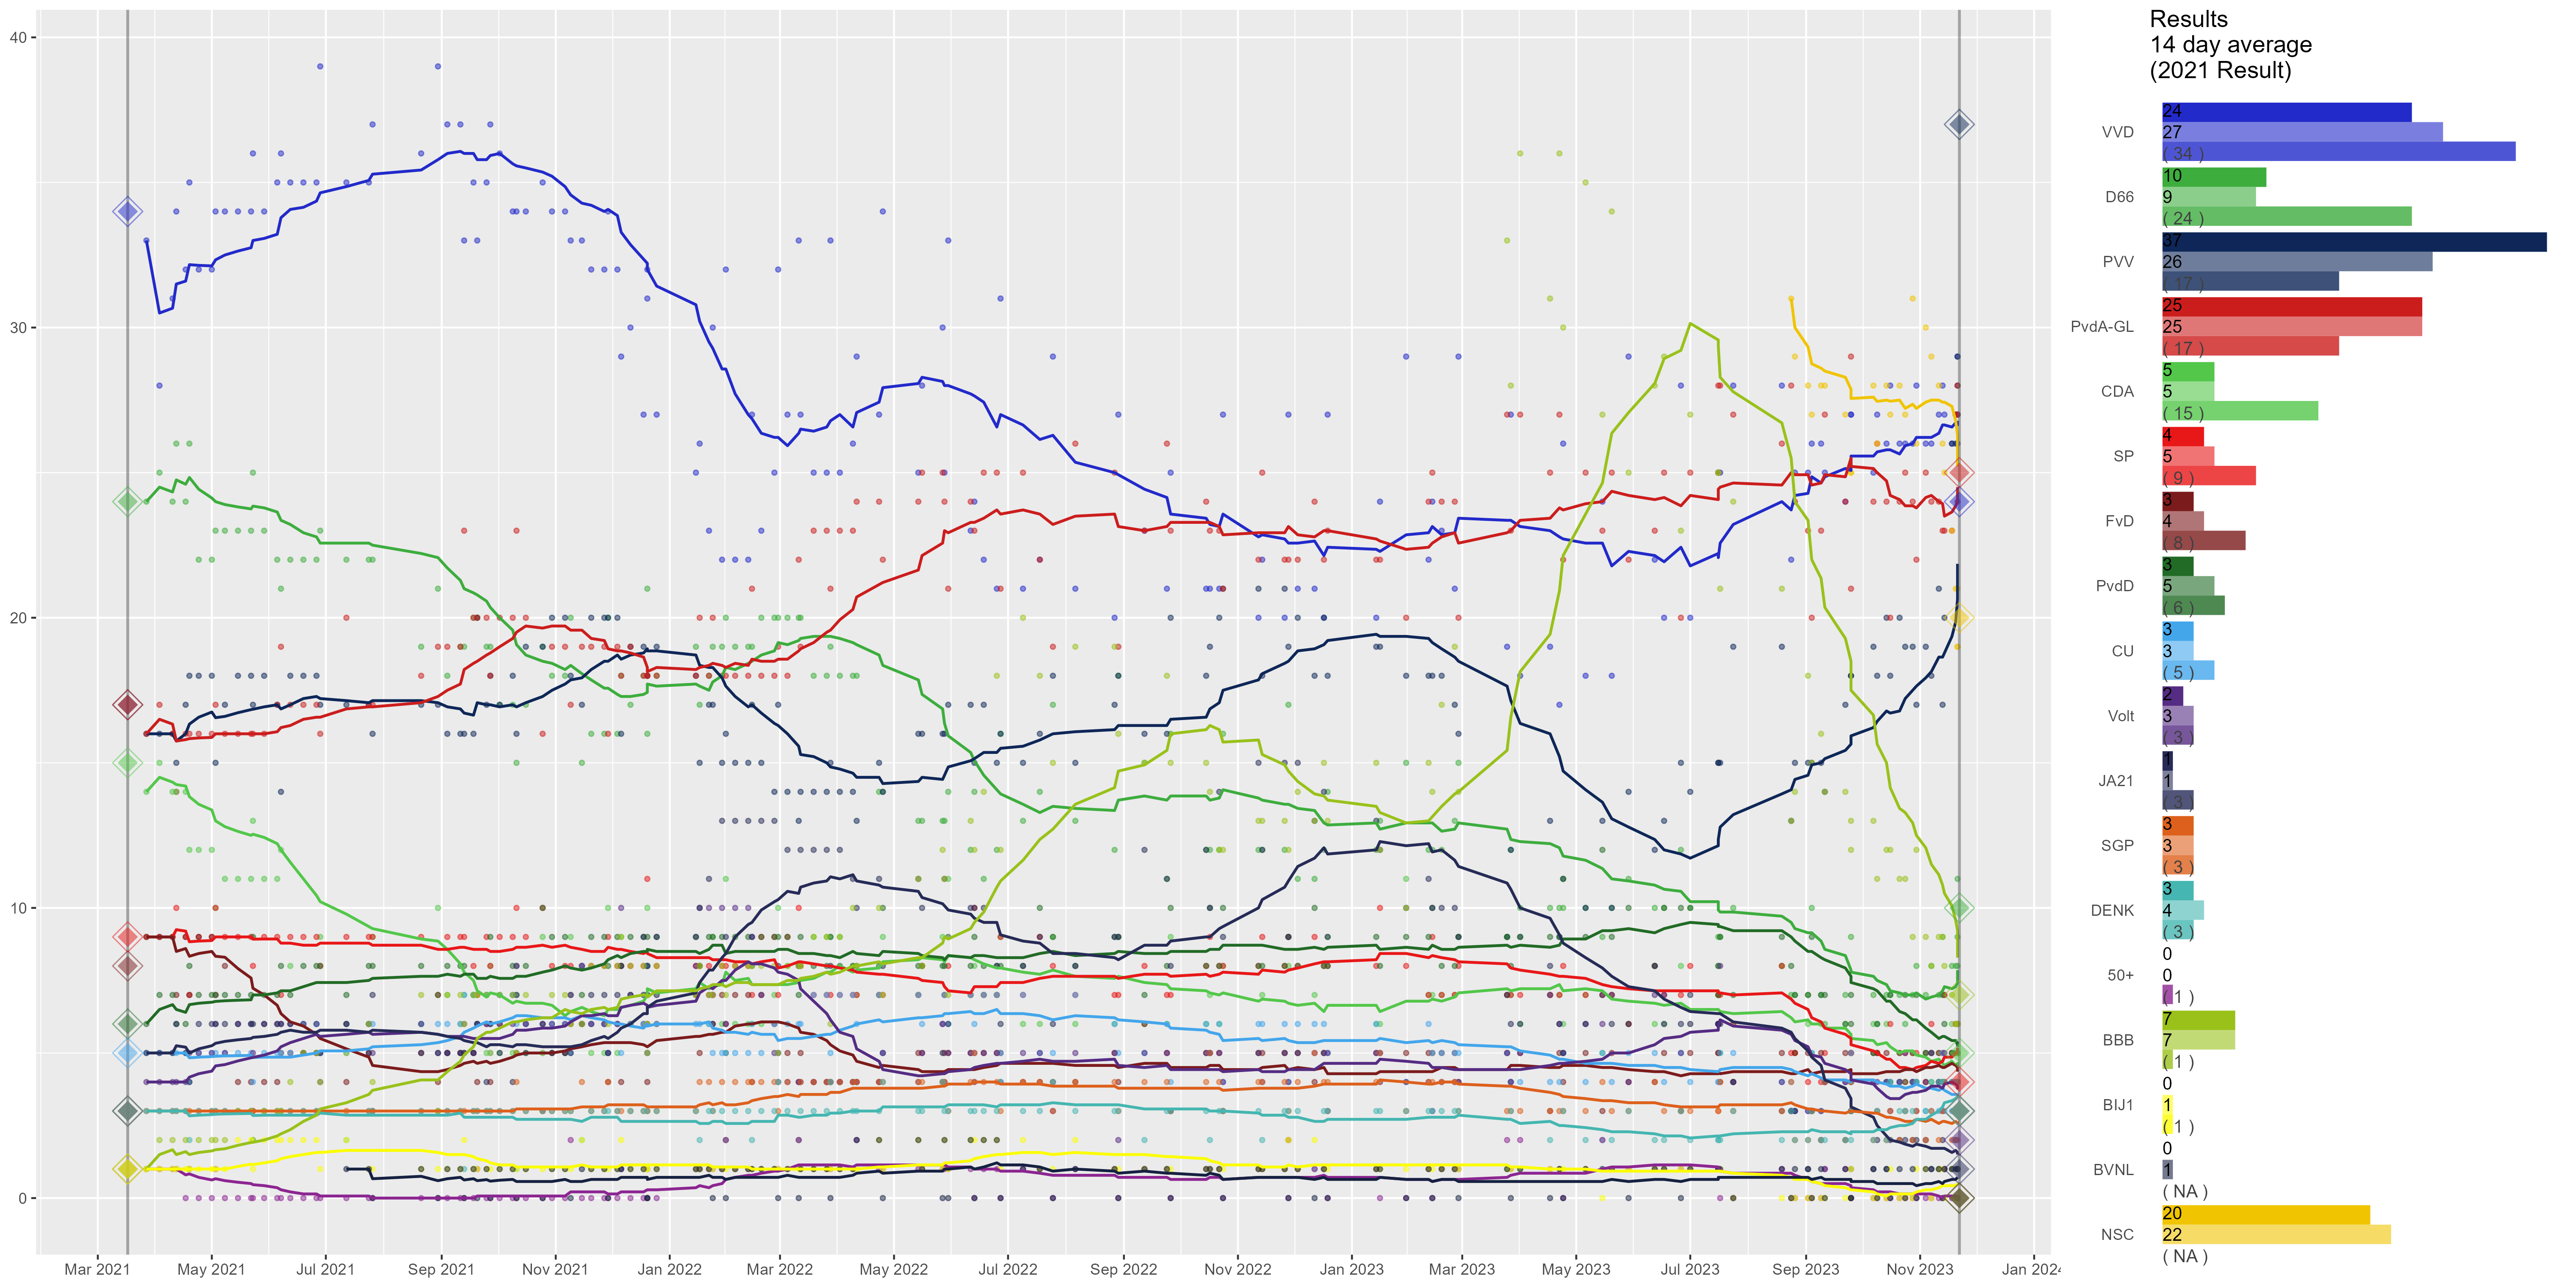 40
30
20
10
0
Mar 2021
May 2021
Jul 2021
Sep 2021
Nov 2021
Jan 2022
Mar 2022
May 2022
Jul 2022
Sep 2022
Nov 2022
Jan 2023
Mar 2023
May 2023
Jul 2023
Sep 2023
Nov 2023
Jan 2024
Results
14 day average
(2021 Result)
VVD
24
27
( 34 )
D66
10
9
( 24 )
PVV
37
26
( 17 )
PvdA-GL
25
25
( 17 )
CDA
5
5
( 15 )
SP
4
5
( 9 )
FvD
3
4
( 8 )
PvdD
3
5
( 6 )
CU
3
3
( 5 )
Volt
2
3
( 3 )
JA21
1
1
( 3 )
SGP
3
3
( 3 )
DENK
3
4
( 3 )
50+
0
0
( 1 )
BBB
7
7
( 1 )
BIJ1
0
1
( 1 )
BVNL
0
1
( NA )
NSC
20
22
( NA )